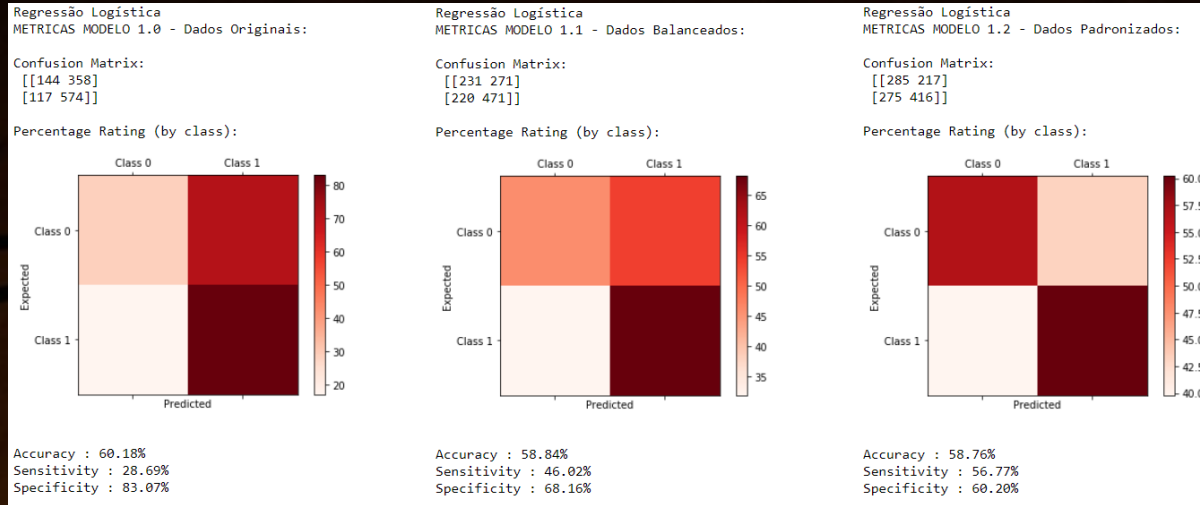 Regressão Logística
METRICAS MODELO 1.0 - Dados Originais:
Confusion Matrix:
[[144 358]
[117 574]]
Percentage Rating (by class):
Class 0 Class 1
Class 0
Class 1
Expected
Predicted
80
70
60
50
40
30
20
Accuracy : 60.18%
Sensitivity : 28.69%
Specificity : 83.07%
Regressão Logística
METRICAS MODELO 1.1 - Dados Balanceados:
Confusion Matrix:
[[231 271]
[220 471]]
Percentage Rating (by class):
Class 0 Class 1
Class 0
Class 1
Expected
Predicted
65
60
55
50
45
40
35
Accuracy : 58.84%
Sensitivity : 46.02%
Specificity : 68.16%
Regressão Logística
METRICAS MODELO 1.2 - Dados Padronizados:
Confusion Matrix:
[[285 217]
[275 416]]
Percentage Rating (by class):
Class 0 Class 1
Class 0
Class 1
Expected
Predicted
60.0
57.5
55.0
52.5
50.0
47.5
45.0
42.5
40.0
Accuracy : 58.76%
Sensitivity : 56.77%
Specificity : 60.20%